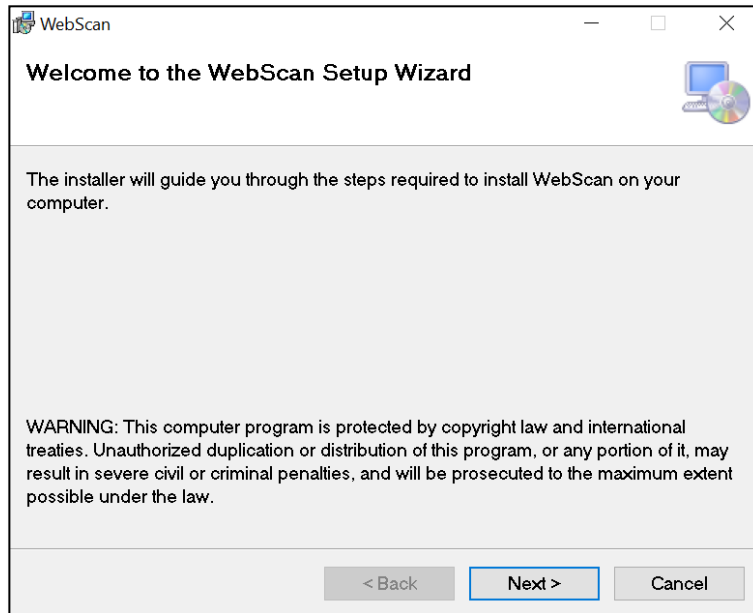 WebScan
Welcome to the WebScan Setup Wizard
The installer will guide you through the steps required to install WebScan on your
computer.
WARNING: This computer program is protected by copyright law and international
treaties. Unauthorized duplication or distribution of this program, or any portion of it, may
result in severe civil or criminal penalties, and will be prosecuted to the maximum extent
possible under the law.
< Back Next > Cancel